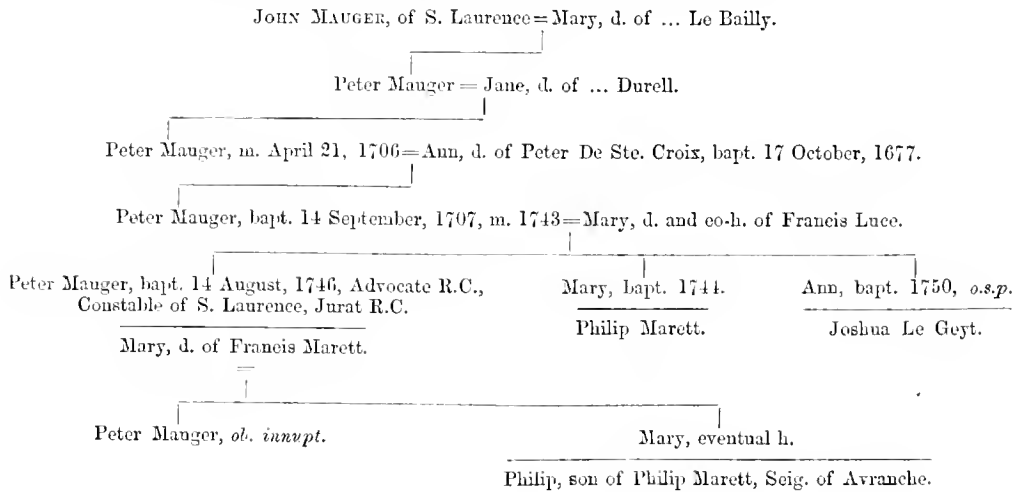 JOHN MAUGER, of S. Laurence=Mary, d. of ... Le Bailly.
Peter Mauger = Jane, d. of ... Durell.
Peter Mauger, m. April 21, 1706=Ann, d. of Peter De Ste. Croix, bapt. 17 October, 1677.
Peter Mauger, bapt. 14 September, 1707, m. 1743=Mary, d. and co-h. of Francis Luce.
Peter Mauger, bapt. 14 August, 1746, Advocate R.C., Mary, bapt. 1744. Ann, bapt. 1750, o.s.p.
Constable of S. Laurence, Jurat R.C. Philip Marett. Joshua Le Geyt.
Mary, d. of Francis Marett.
=
Peter Mauger, ob. innupt. Mary, eventual h.
Philip, son of Philip Marett, Seig. of Avranche.